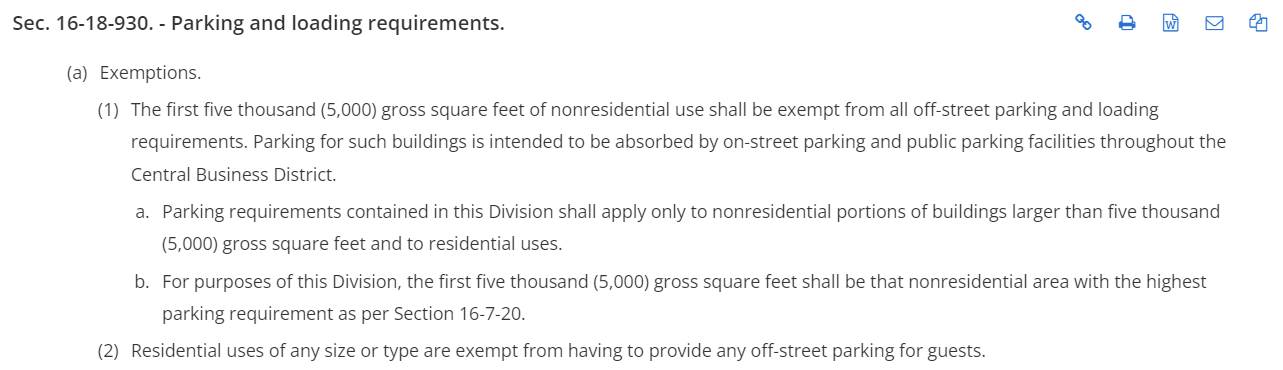 Sec. 16-18-930. - Parking and loading requirements.
(a) Exemptions.
(1) The first five thousand (5,000) gross square feet of nonresidential use shall be exempt from all off-street parking and loading
requirements. Parking for such buildings is intended to be absorbed by on-street parking and public parking facilities throughout the
Central Business District.
a. Parking requirements contained in this Division shall apply only to nonresidential portions of buildings larger than five thousand
(5,000) gross square feet and to residential uses.
b. For purposes of this Division, the first five thousand (5,000) gross square feet shall be that nonresidential area with the highest
parking requirement as per Section 16-7-20.
(2) Residential uses of any size or type are exempt from having to provide any off-street parking for guests.